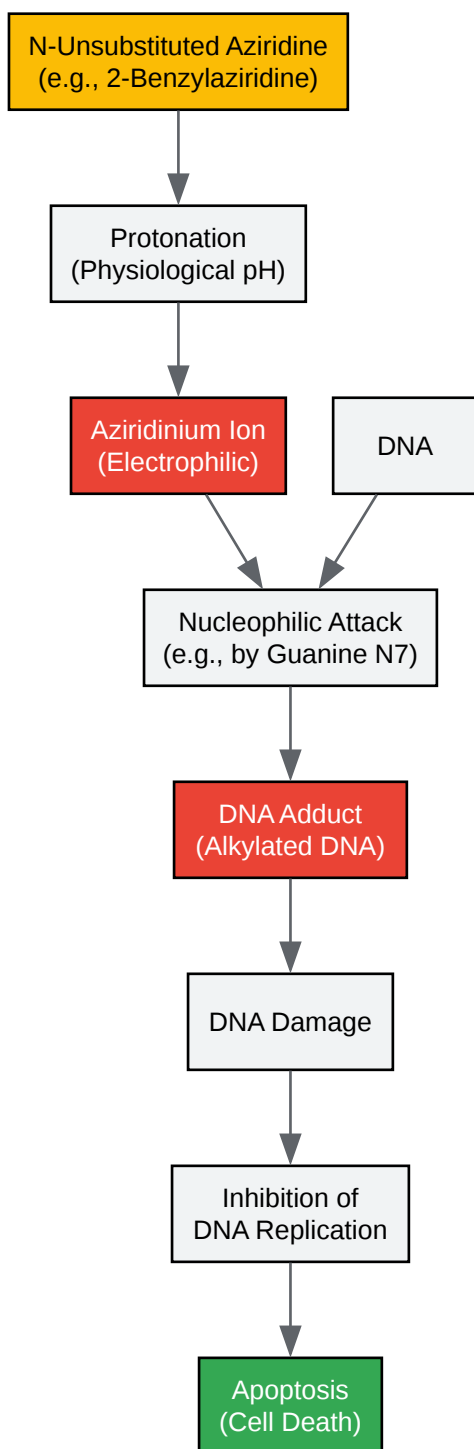 N-Unsubstituted Aziridine
(e.g., 2-Benzylaziridine)
Protonation
(Physiological pH)
Aziridinium Ion
(Electrophilic)
DNA
Nucleophilic Attack
(e.g., by Guanine N7)
DNA Adduct
(Alkylated DNA)
DNA Damage
Inhibition of
DNA Replication
Apoptosis
(Cell Death)